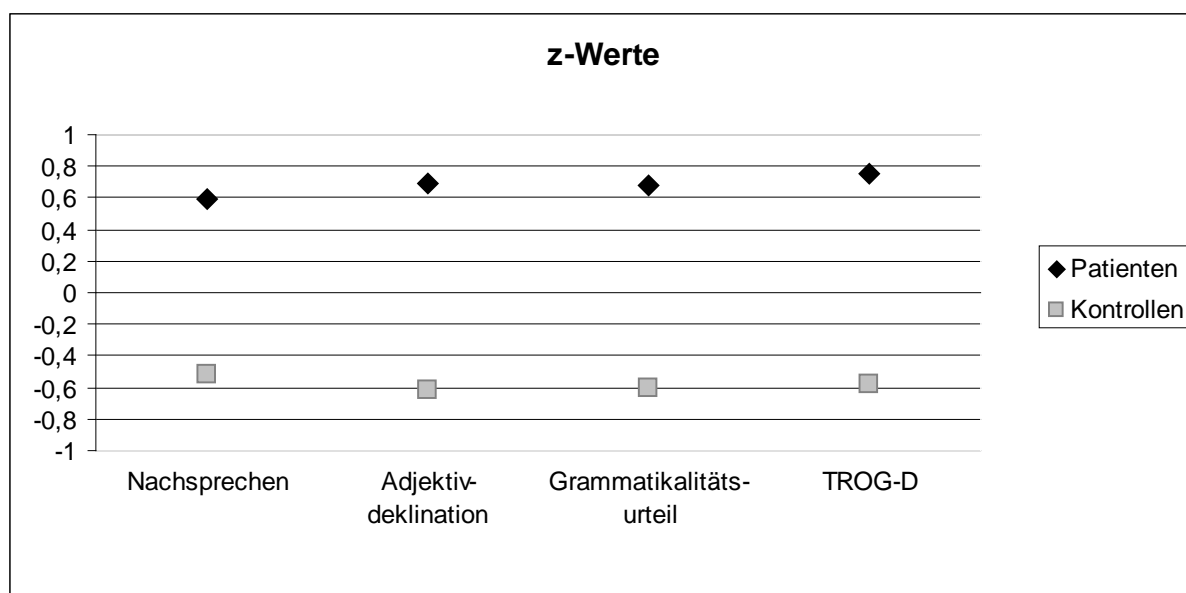 z-Werte
1
0,8
0,6
0,4
0,2
0
-0,2
-0,4
-0,6
-0,8
-1
Nachsprechen
Adjektiv-
deklination
Grammatikalitäts-
urteil
TROG-D
Patienten
Kontrollen